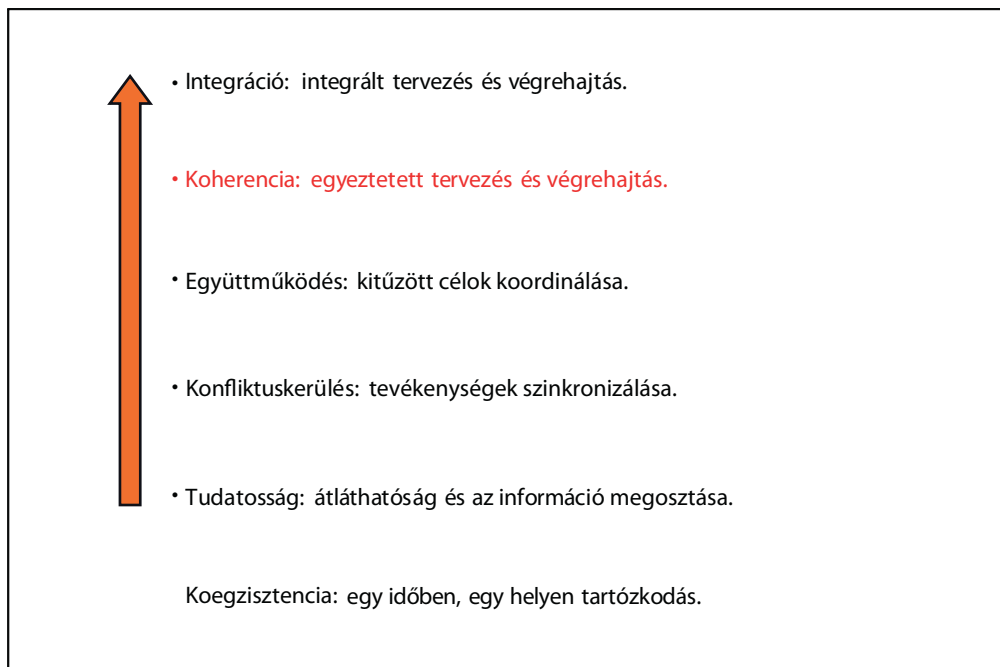 • Integráció: integrált tervezés és végrehajtás.
• Koherencia: egyeztetett tervezés és végrehajtás.
• Együttműködés: kitűzött célok koordinálása.
• Konfliktuskerülés: tevékenységek szinkronizálása.
• Tudatosság: átláthatóság és az információ megosztása.
Koegzisztencia: egy időben, egy helyen tartózkodás.